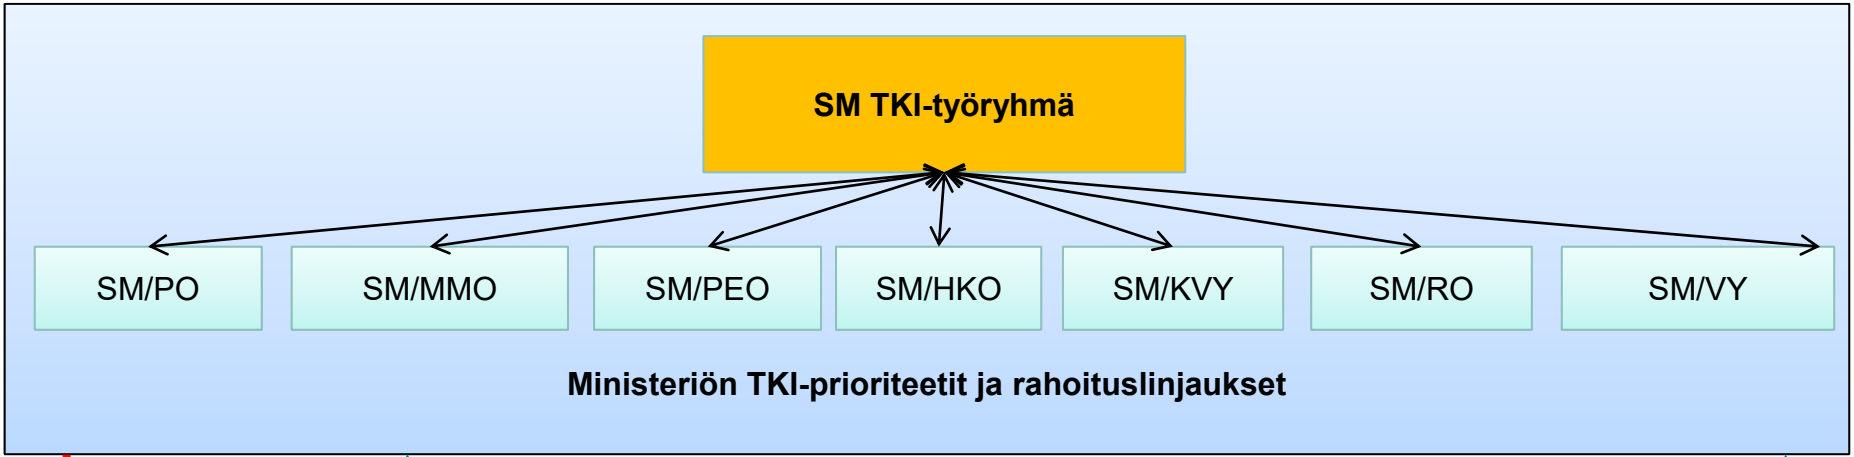 SM TKI-työryhmä
SM/PO
SM/MMO
SM/PEO
SM/HKO
SM/KVY
SM/RO
SM/VY
Ministeriön TKI-prioriteetit ja rahoituslinjaukset